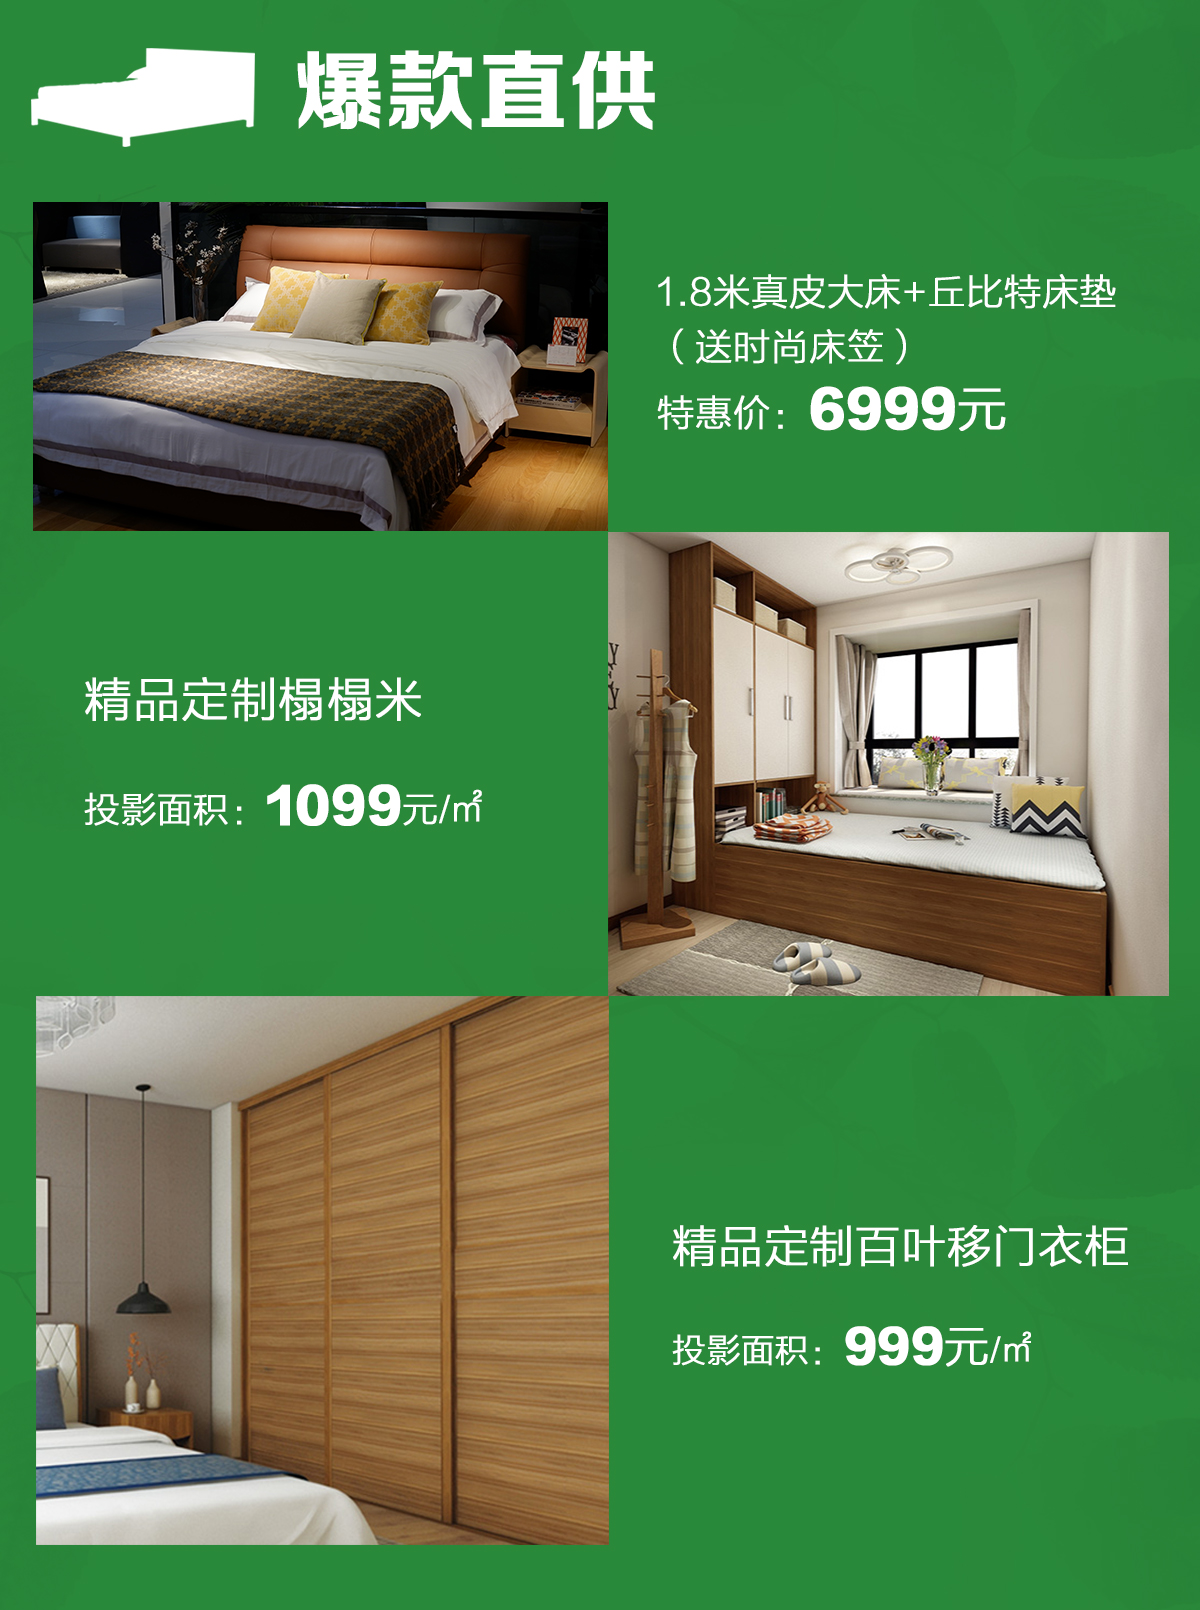 爆款直供
1.8米真皮大床+丘比特床垫
（送时尚床笠）
特惠价：6999元
精品定制榻榻米
投影面积：1099元/㎡
精品定制百叶移门衣柜
投影面积：999元/㎡